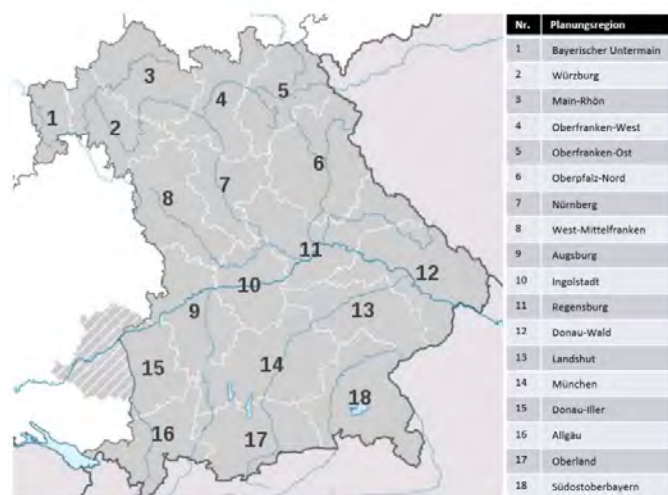 3
4
5
1
2
6
8
7
11
12
10
9
13
14
15
18
16
17
Nr. Planungsregion
1 Bayerischer Untermain
2 Würzburg
3 Main-Rhön
4 Oberfranken-West
5 Oberfranken-Ost
6 Oberpfalz-Nord
7 Nürnberg
8 West-Mittelfranken
9 Augsburg
10 Ingolstadt
11 Regensburg
12 Donau-Wald
13 Landshut
14 München
15 Donau-Iller
16 Allgäu
17 Oberland
18 Südostoberbayern